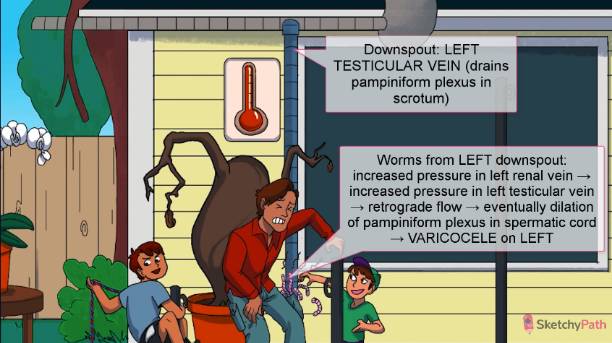 Downspout: LEFT
TESTICULAR VEIN (drains
pampiniform plexus in
scrotum)
Worms from LEFT downspout:
increased pressure in left renal vein →
increased pressure in left testicular vein
→ retrograde flow → eventually dilation
of pampiniform plexus in spermatic cord
→ VARICOCELE on LEFT
SketchyPath